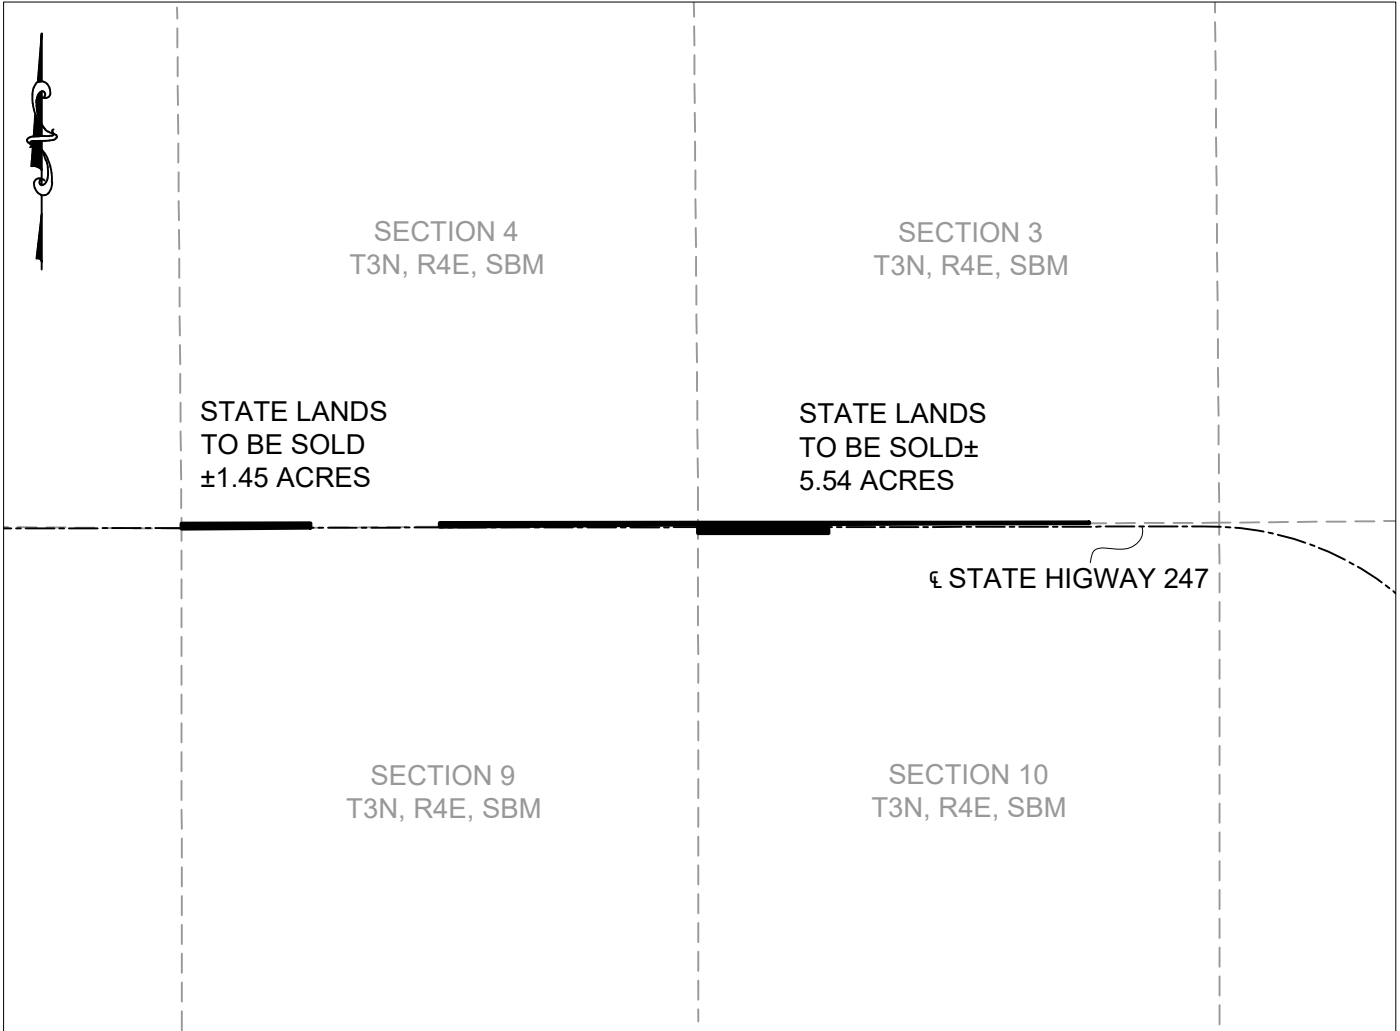 SECTION 4
T3N, R4E, SBM
SECTION 3
T3N, R4E, SBM
STATE LANDS
TO BE SOLD
±1.45 ACRES
STATE LANDS
TO BE SOLD±
5.54 ACRES
℄ STATE HIGWAY 247
SECTION 9
T3N, R4E, SBM
SECTION 10
T3N, R4E, SBM